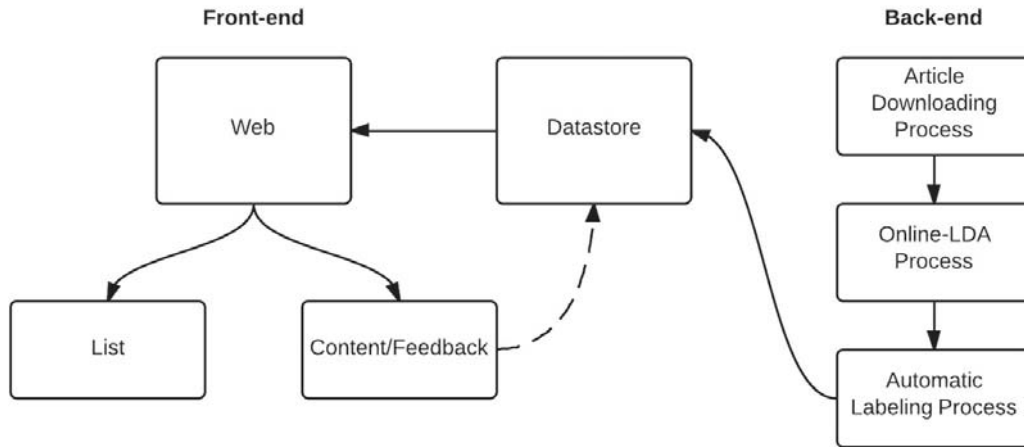 Front-end
Back-end
Web
Datastore
Article
Downloading
Process
Online-LDA
Process
List
Content/Feedback
Automatic
Labeling Process